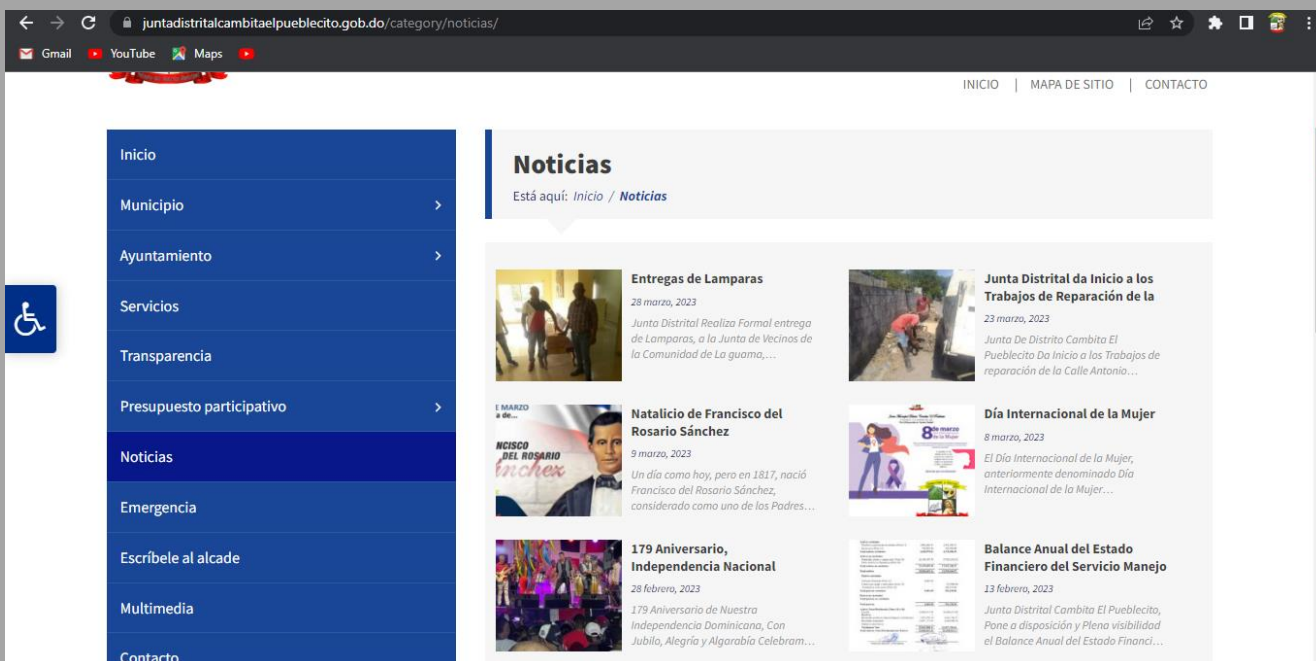 juntadistritalcambitaelpueblecito.gob.do/category/noticias/
Gmail
YouTube
Maps
INICIO | MAPA DE SITIO | CONTACTO
Inicio
Municipio
Ayuntamiento
Servicios
Transparencia
Presupuesto participativo
Noticias
Emergencia
Escríbele al alcade
Multimedia
Contacto
Noticias
Está aquí: Inicio / Noticias
Entregas de Lamparas
28 marzo, 2023
Junta Distrital Realiza Formal entrega
de Lamparas, a la Junta de Vecinos de
la Comunidad de La guama,...
Junta Distrital da Inicio a los
Trabajos de Reparación de la
23 marzo, 2023
Junta De Distrito Cambita El
Pueblecito Da Inicio a los Trabajos de
reparación de la Calle Antonio...
E MARZO
a de...
NCISCO
DEL ROSARIO
nchez
Natalicio de Francisco del
Rosario Sánchez
9 marzo, 2023
Un día como hoy, pero en 1817, nació
Francisco del Rosario Sánchez,
considerado como uno de los Padres...
8 de marzo
Día Internacional de la Mujer
8 marzo, 2023
El Día Internacional de la Mujer,
anteriormente denominado Día
Internacional de la Mujer...
179 Aniversario,
Independencia Nacional
28 febrero, 2023
179 Aniversario de Nuestra
Independencia Dominicana, Con
Jubilo, Alegría y Algarabía Celebram...
Balance Anual del Estado
Financiero del Servicio Manejo
13 febrero, 2023
Junta Distrital Cambita El Pueblecito,
Pone a disposición y Plena visibilidad
el Balance Anual del Estado Financi...